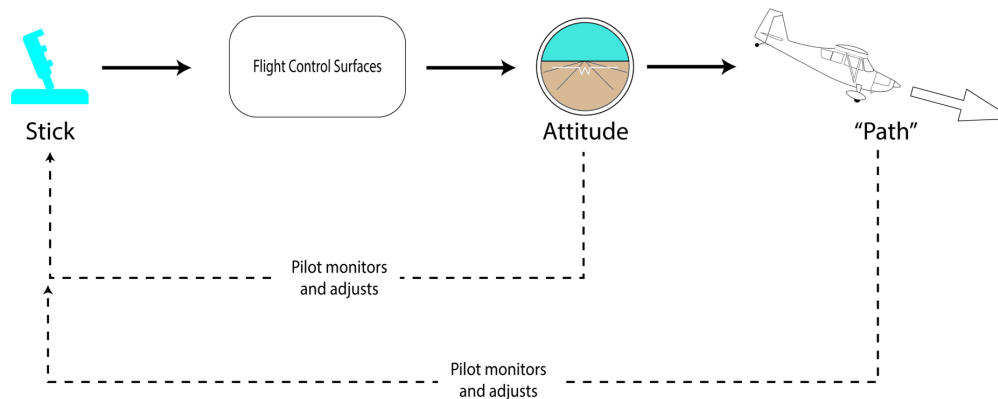 Flight Control Surfaces
Stick
Attitude
“Path”
Pilot monitors
and adjusts
Pilot monitors
and adjusts